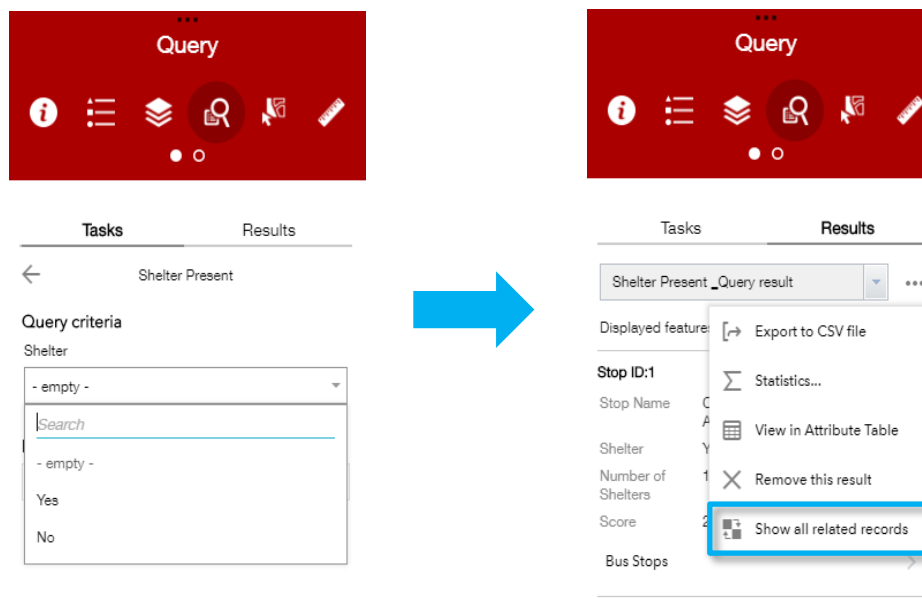 Query
Tasks Results
Shelter Present
Query criteria
Shelter
- empty -
Search
- empty -
Yes
No
Query
Tasks Results
Shelter Present _Query result
Displayed feature
Export to CSV file
Stop ID:1
Statistics...
Stop Name
View in Attribute Table
Shelter Y
Number of 1
Shelters
Remove this result
Score 2
Show all related records
Bus Stops